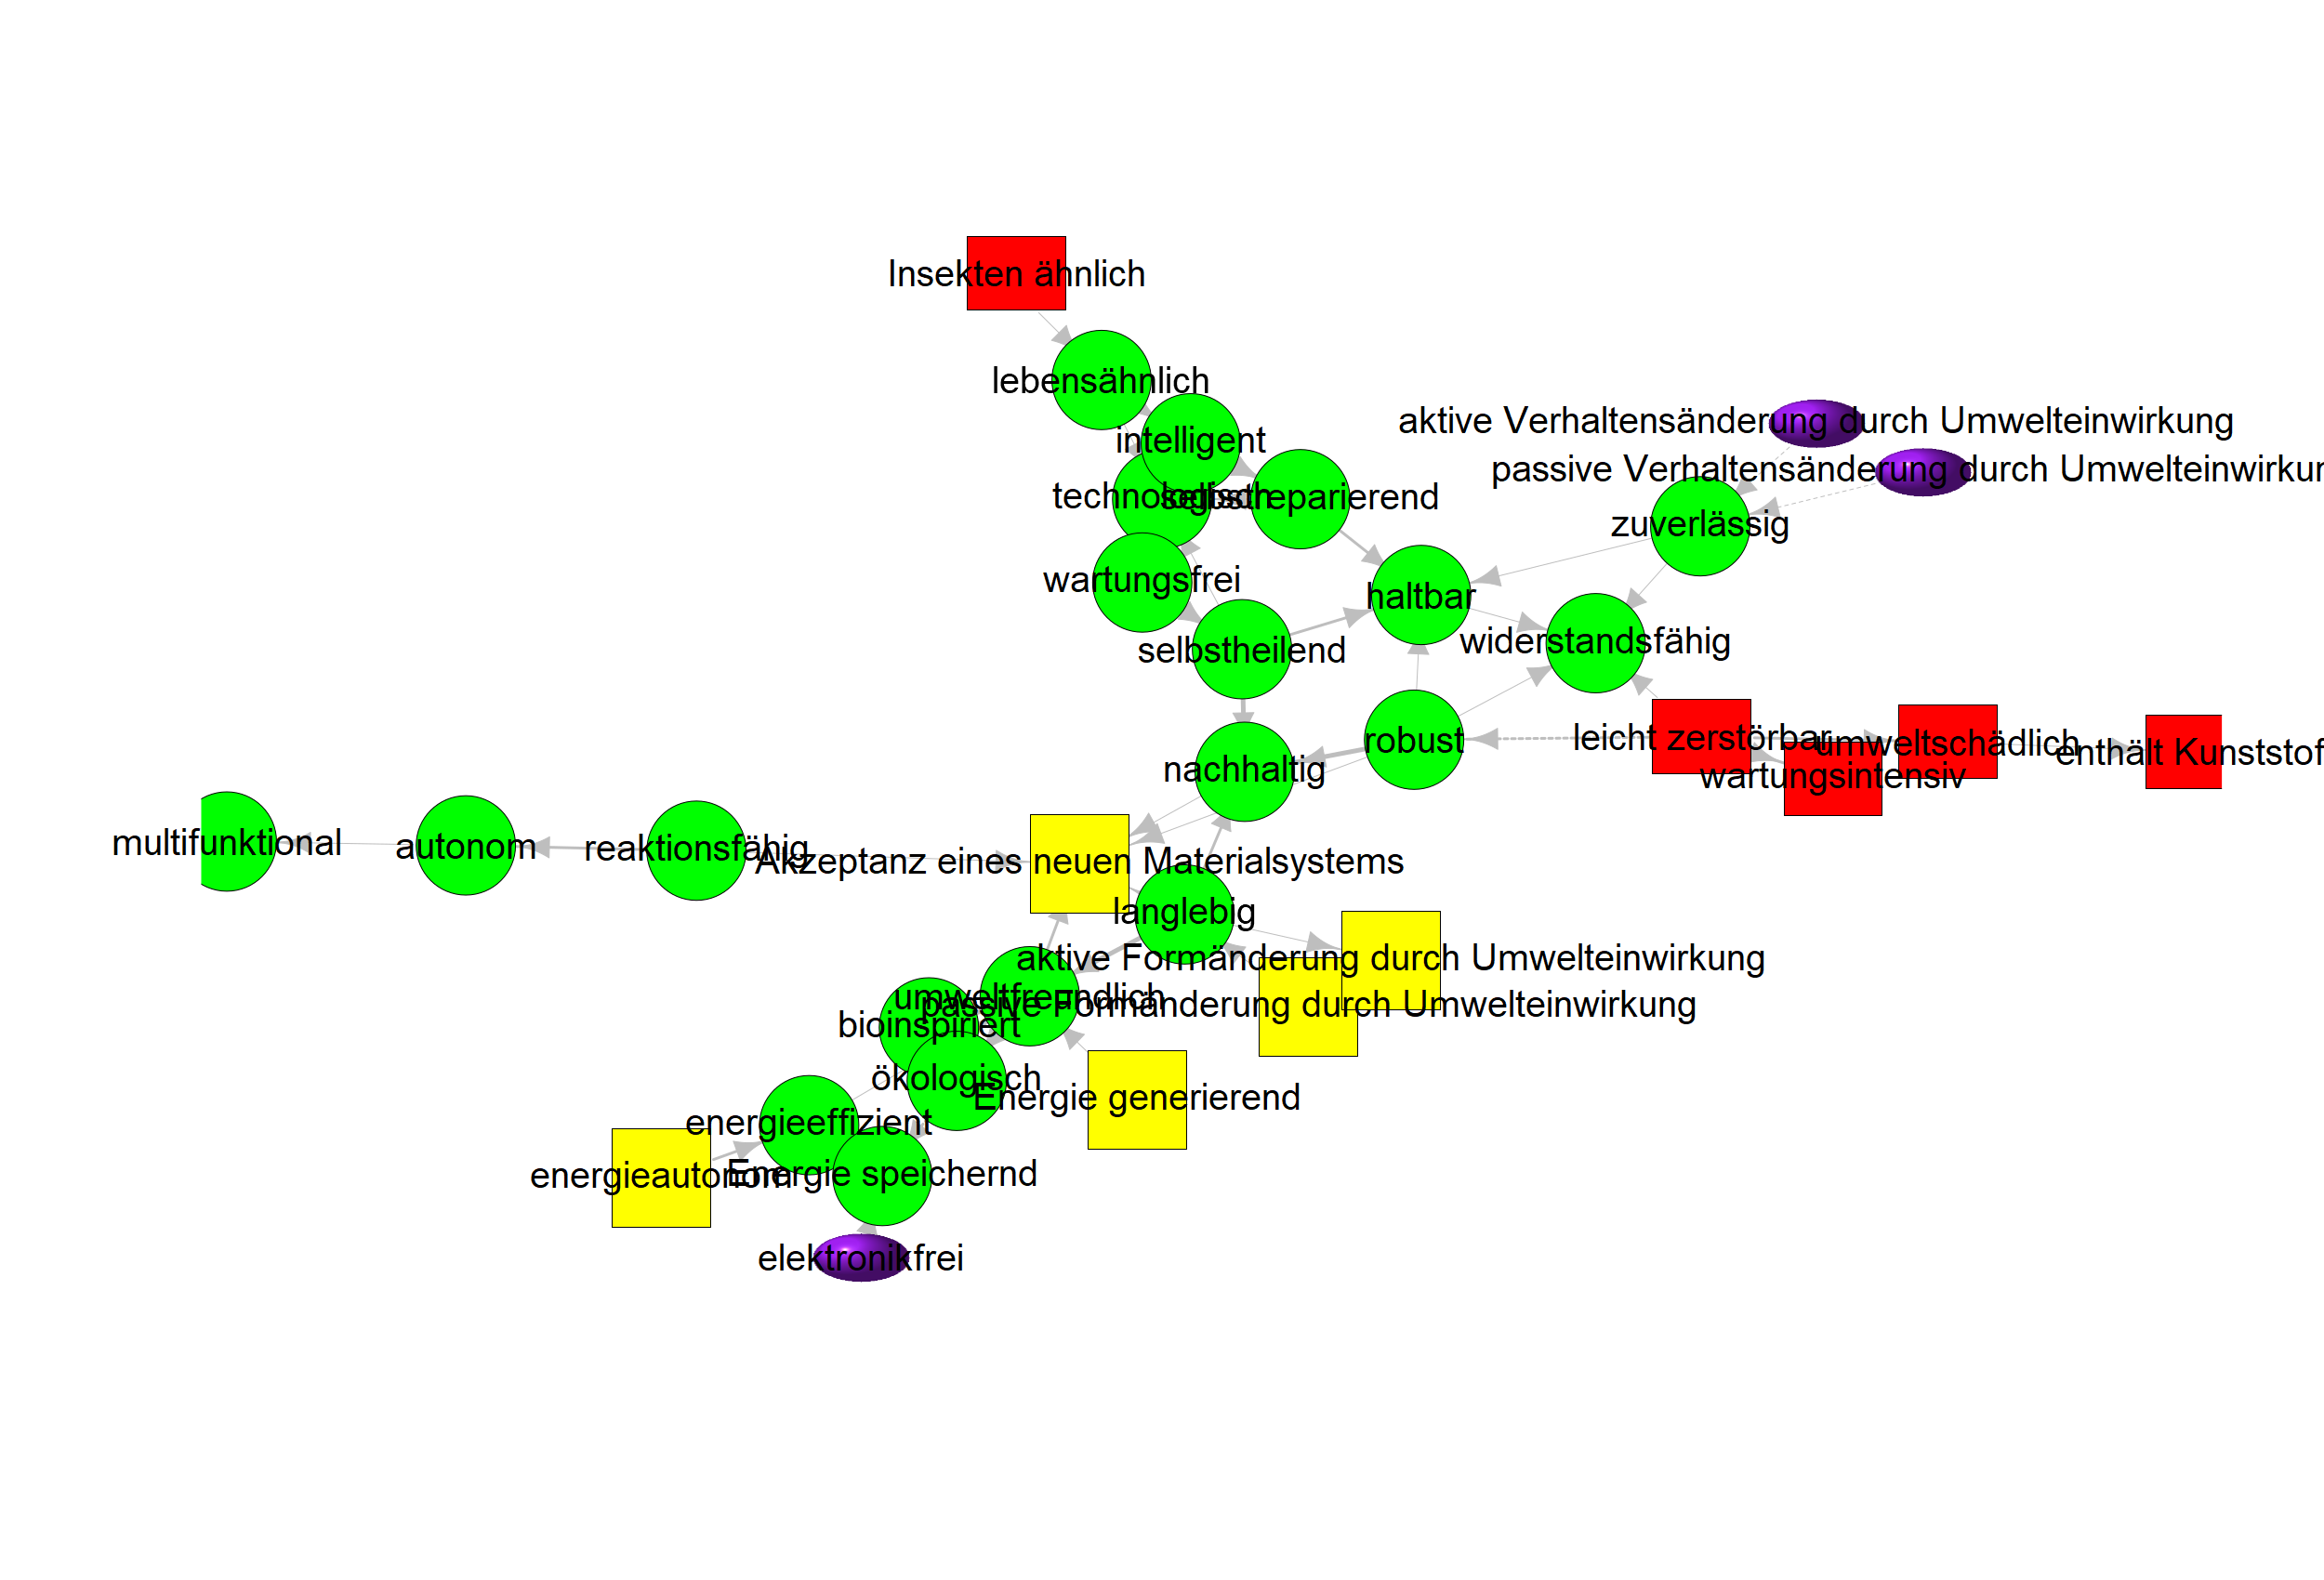 Insekten ähnlich
lebensähnlich
aktive Verhaltensänderung durch Umwelteinwirkung
intelligent
passive Verhaltensänderung durch Umwelteinwirkun
technologisch
selbstreparierend
zuverlässig
wartungsfrei
haltbar
widerstandsfähig
selbstheilend
leicht zerstörbar
robust
umweltschädlich
enthält Kunststof
nachhaltig
wartungsintensiv
multifunktional
autonom
reaktionsfähig
Akzeptanz eines neuen Materialsystems
langlebig
aktive Formänderung durch Umwelteinwirkung
umweltfreundlich
passive Formänderung durch Umwelteinwirkung
bioinspiriert
ökologisch
Energie generierend
energieeffizient
energieautonom
Energie speichernd
elektronikfrei